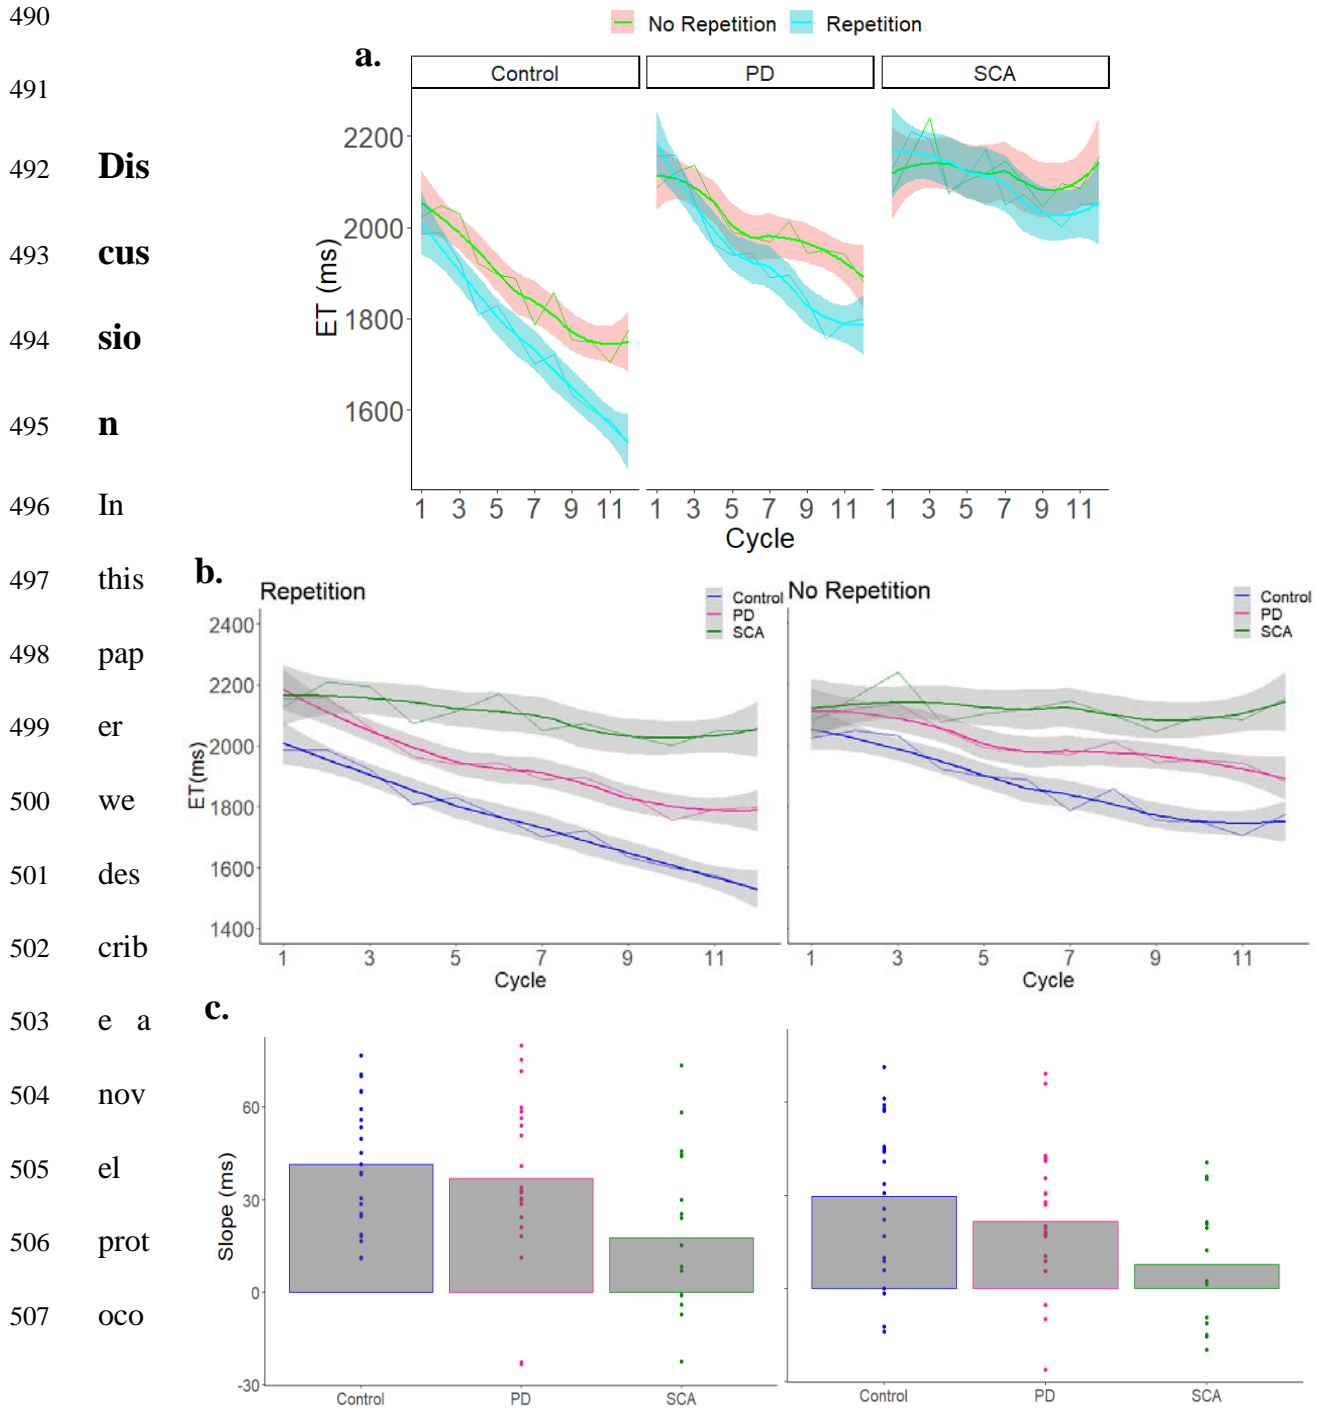 490
No Repetition Repetition
a.
Control PD SCA
491
2200
492 Dis
2000
493 cus
ET (ms)
1800
494 sio
1600
495 n
1 3 5 7 9 11 1 3 5 7 9 11 1 3 5 7 9 11
496 In
Cycle
497 this
b.
Repetition
Control
PD
SCA
No Repetition
Control
PD
SCA
2400
498 pap
2200
499 er
2000
ET(ms)
500 we
1800
501 des
1600
1400
502 crib
1 3 5 7 9 11 1 3 5 7 9 11
Cycle Cycle
503 e a
c.
504 nov
60
505 el
30
Slope (ms)
506 prot
0
507 oco
-30
Control PD SCA Control PD SCA